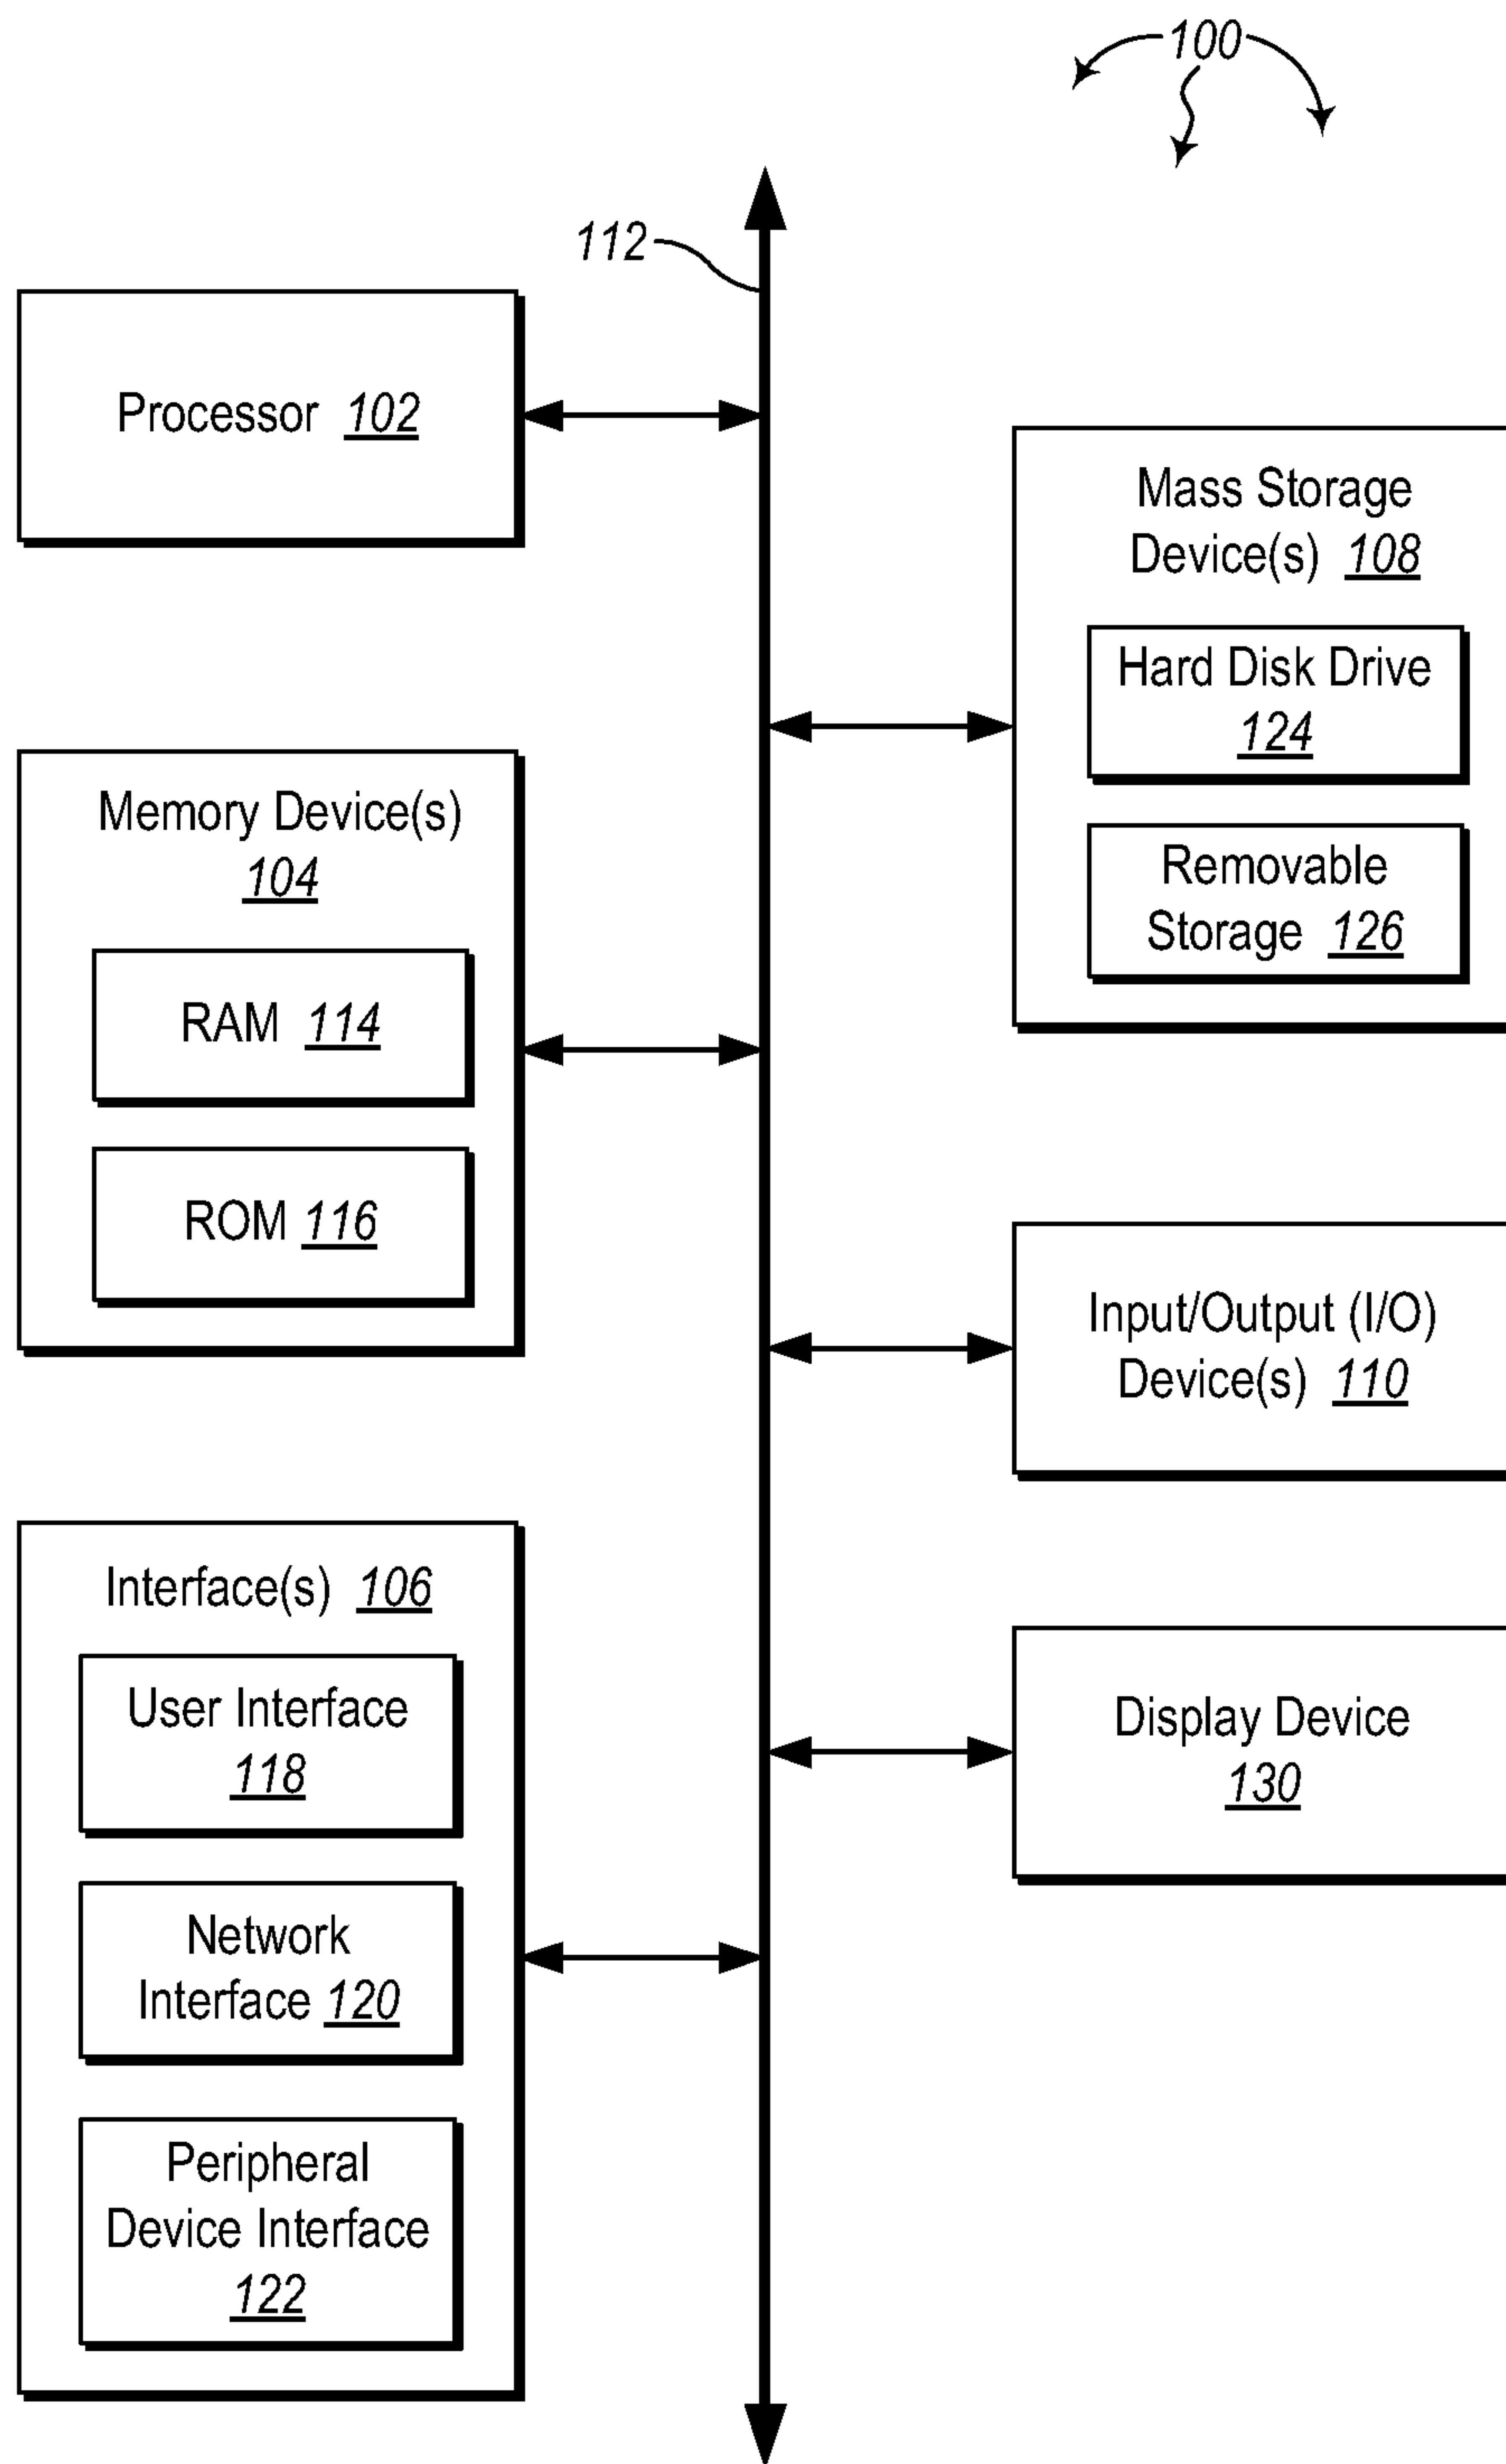 100
112
Processor 102
Mass Storage
Device(s) 108
Hard Disk Drive
124
Removable
Storage 126
Memory Device(s)
104
RAM 114
ROM 116
Input/Output (I/O)
Device(s) 110
Interface(s) 106
User Interface
118
Network
Interface 120
Peripheral
Device Interface
122
Display Device
130